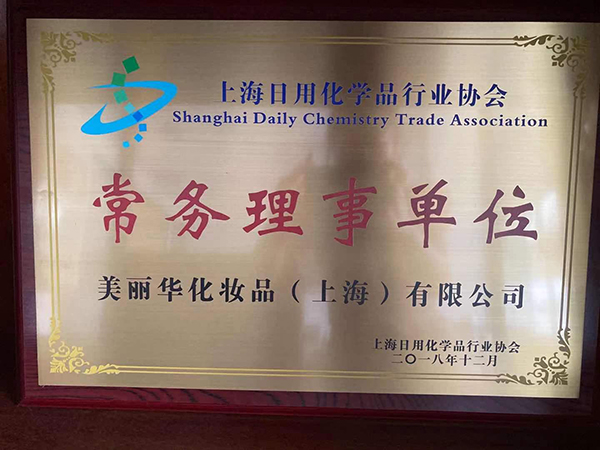 上海日用化学品行业协会
Shanghai Daily Chemistry Trade Association
常务理事单位
美丽华化妆品（上海）有限公司
上海日用化学品行业协会
二〇一八年十二月